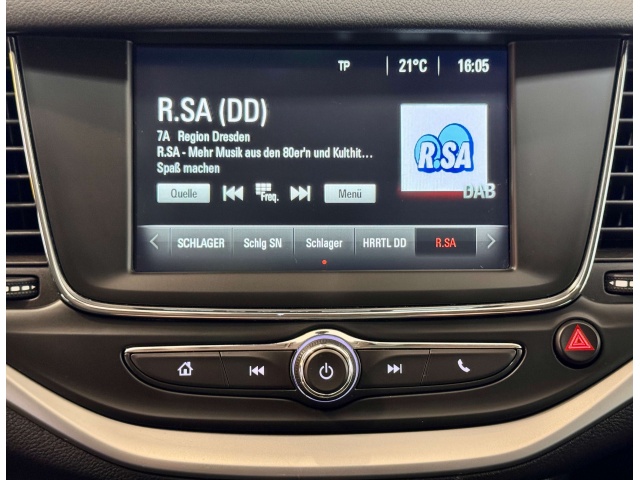 TP 21°C 16:05
R.SA (DD)
7A Region Dresden
R.SA - Mehr Musik aus den 80er'n und Kulthit...
Spaß machen
R.SA
DAB
Quelle Freq. Menü
SCHLAGER Schlg SN Schlager HRRTL DD R.SA